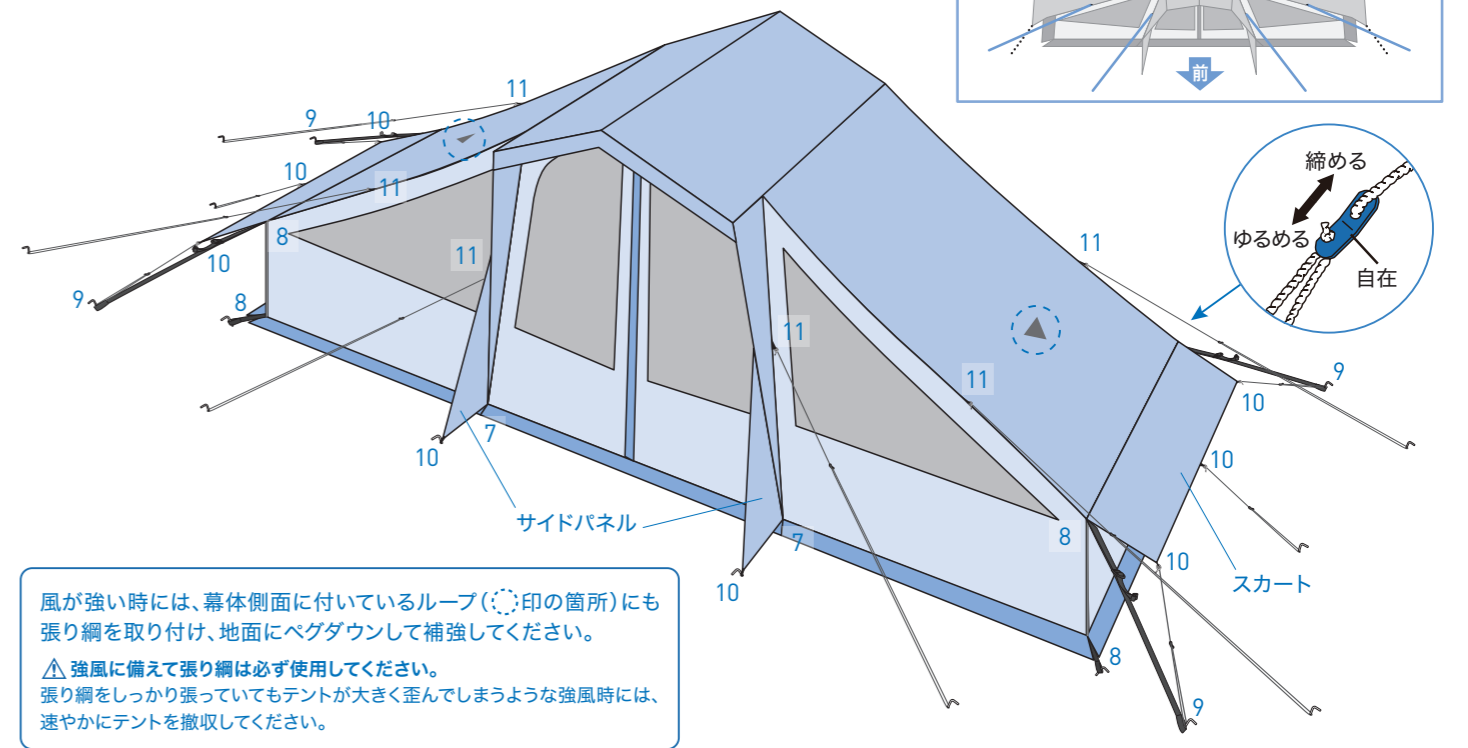 前
11
9
10
締める
10
11
ゆるめる
8
11
11
10
自在
9
8
11
9
11
10
7
10
10
サイドパネル
7
8
10
スカート
10
8
9
風が強い時には、幕体側面に付いているループ(印の箇所)にも
張り綱を取り付け、地面にペグダウンして補強してください。
⚠ 強風に備えて張り綱は必ず使用してください。
張り綱をしっかり張っていてもテントが大きく歪んでしまうような強風時には、
速やかにテントを撤収してください。